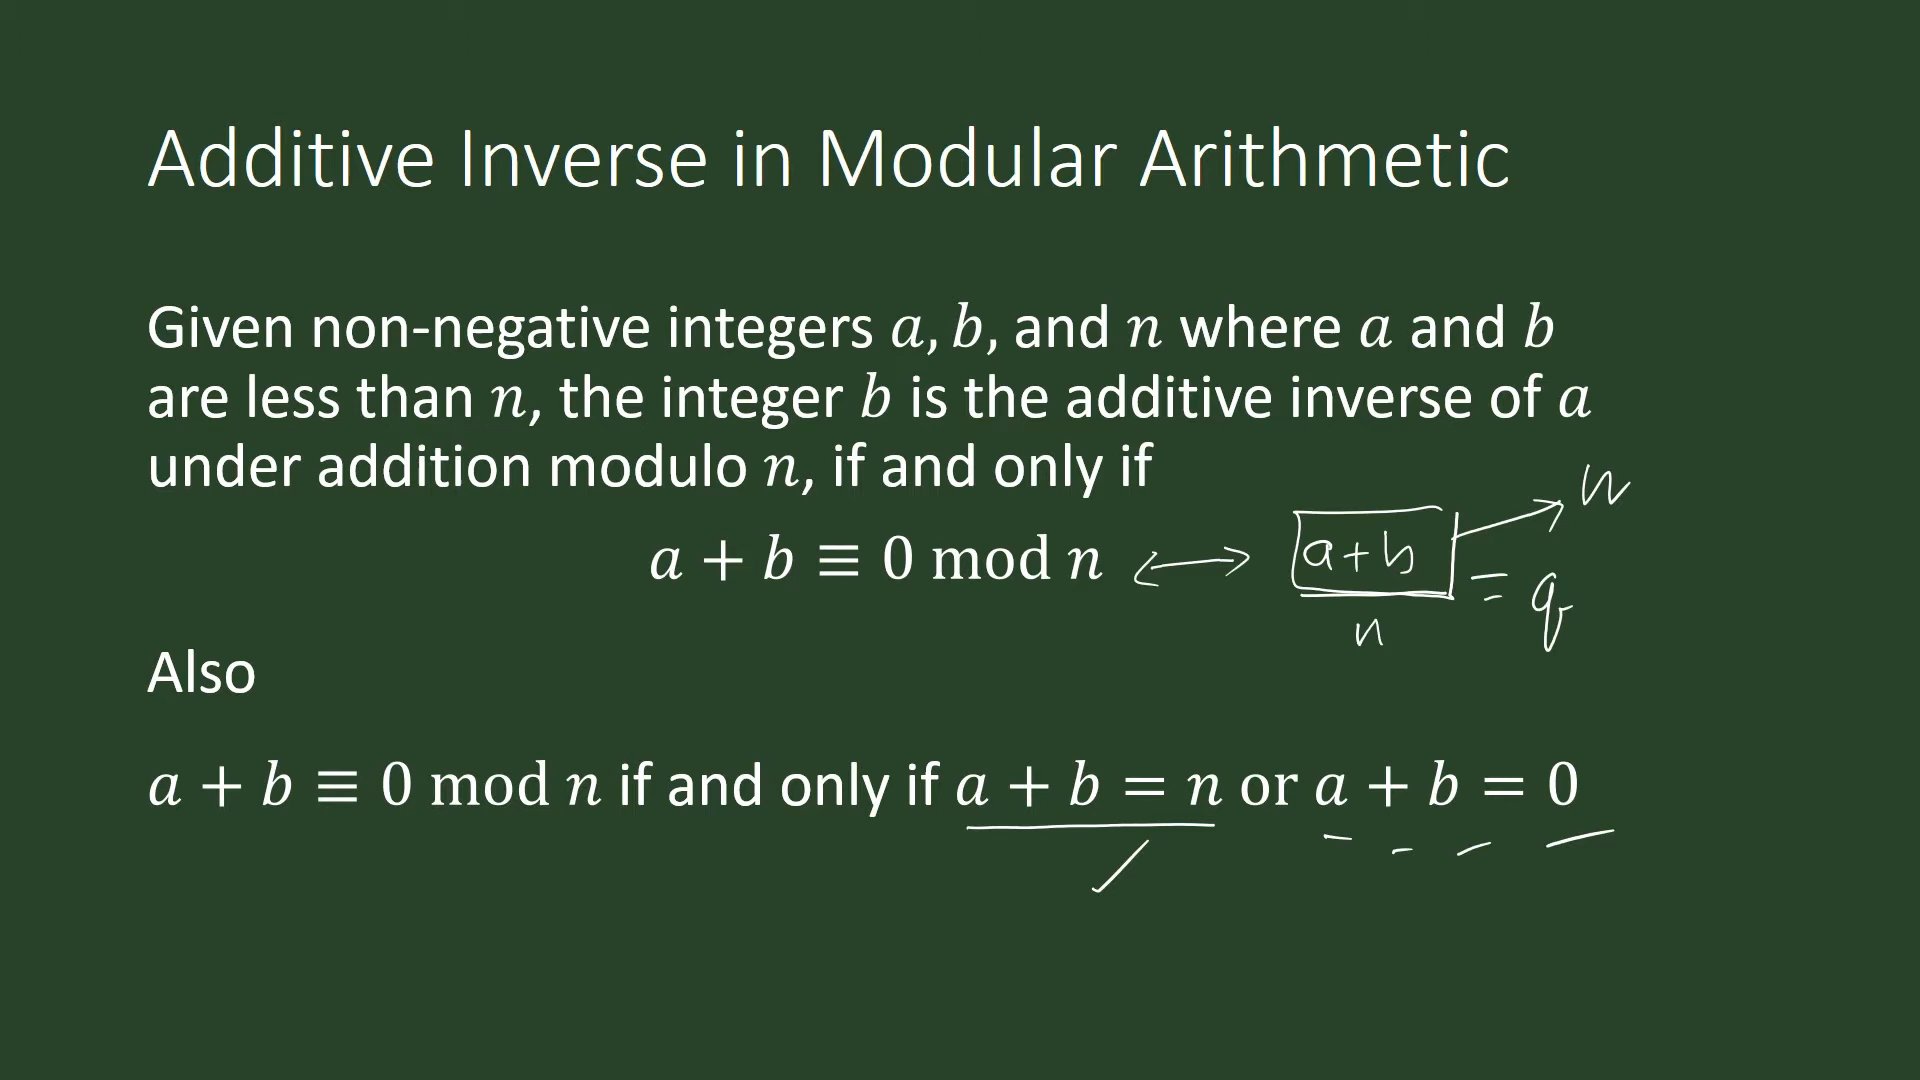 Additive Inverse in Modular Arithmetic
Given non-negative integers a, b, and n where a and b
are less than n, the integer b is the additive inverse of a
under addition modulo n, if and only if
n
a + b ≡ 0 mod n ↔ a+b
n
= q
Also
a + b ≡ 0 mod n if and only if a + b = n or a + b = 0